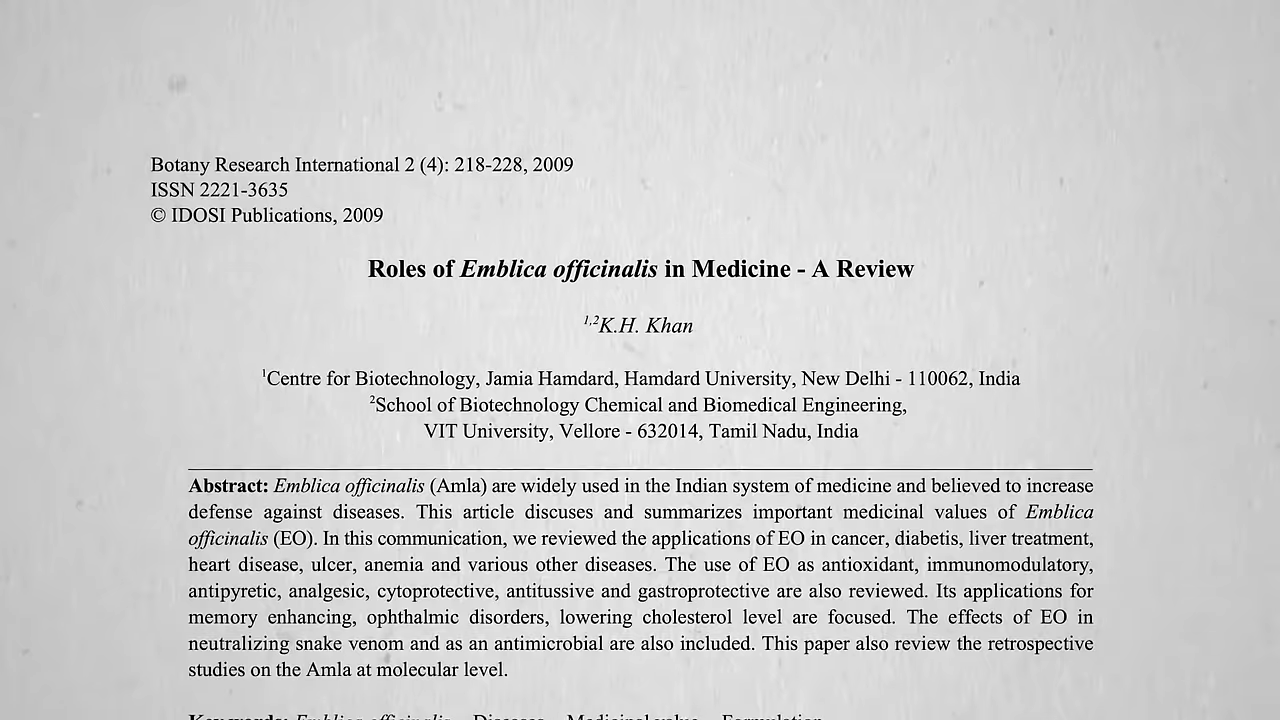 Botany Research International 2 (4): 218-228, 2009
ISSN 2221-3635
© IDOSI Publications, 2009
Roles of Emblica officinalis in Medicine - A Review
1,2K.H. Khan
1Centre for Biotechnology, Jamia Hamdard, Hamdard University, New Delhi - 110062, India
2School of Biotechnology Chemical and Biomedical Engineering,
VIT University, Vellore - 632014, Tamil Nadu, India
Abstract: Emblica officinalis (Amla) are widely used in the Indian system of medicine and believed to increase
defense against diseases. This article discuses and summarizes important medicinal values of Emblica
officinalis (EO). In this communication, we reviewed the applications of EO in cancer, diabetis, liver treatment,
heart disease, ulcer, anemia and various other diseases. The use of EO as antioxidant, immunomodulatory,
antipyretic, analgesic, cytoprotective, antitussive and gastroprotective are also reviewed. Its applications for
memory enhancing, ophthalmic disorders, lowering cholesterol level are focused. The effects of EO in
neutralizing snake venom and as an antimicrobial are also included. This paper also review the retrospective
studies on the Amla at molecular level.
Keywords: Emblica officinalis Diseases Medicinal value Formulation